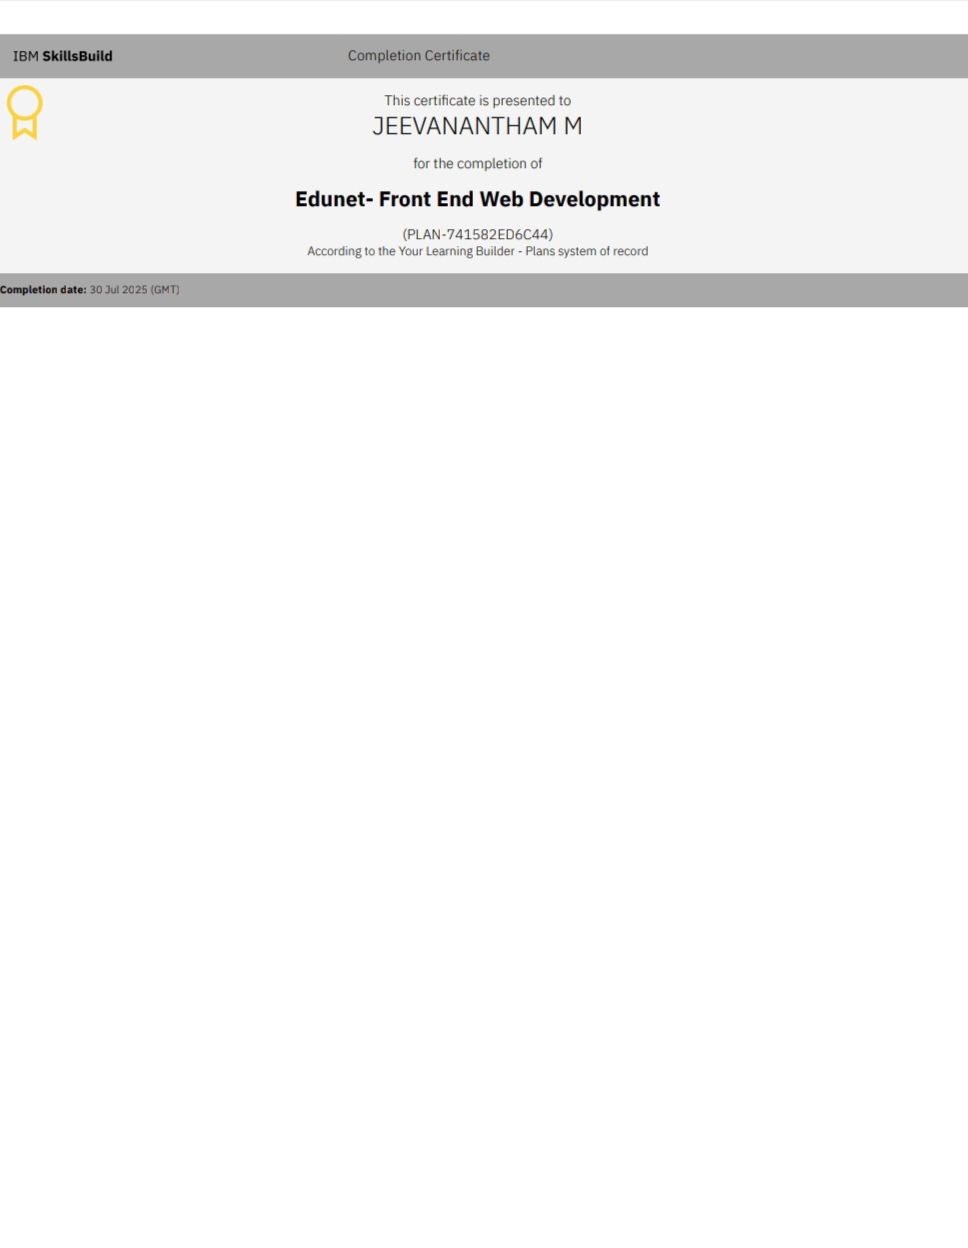 IBM SkillsBuild
Completion Certificate
This certificate is presented to
JEEVANANTHAM M
for the completion of
Edunet- Front End Web Development
(PLAN-741582ED6C44)
According to the Your Learning Builder - Plans system of record
Completion date: 30 Jul 2025 (GMT)